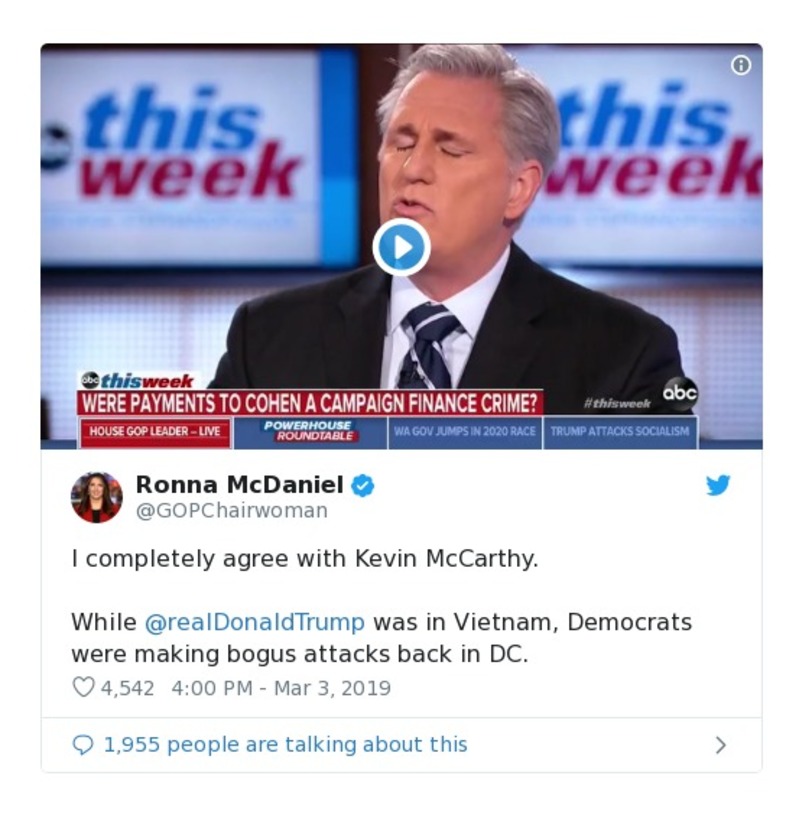 this week
this week
abc thisweek
WERE PAYMENTS TO COHEN A CAMPAIGN FINANCE CRIME?
#thisweek abc
HOUSE GOP LEADER – LIVE
POWERHOUSE ROUNDTABLE
WA GOV JUMPS IN 2020 RACE
TRUMP ATTACKS SOCIALISM
Ronna McDaniel
@GOPChairwoman
I completely agree with Kevin McCarthy.
While @realDonaldTrump was in Vietnam, Democrats
were making bogus attacks back in DC.
4,542 4:00 PM - Mar 3, 2019
1,955 people are talking about this